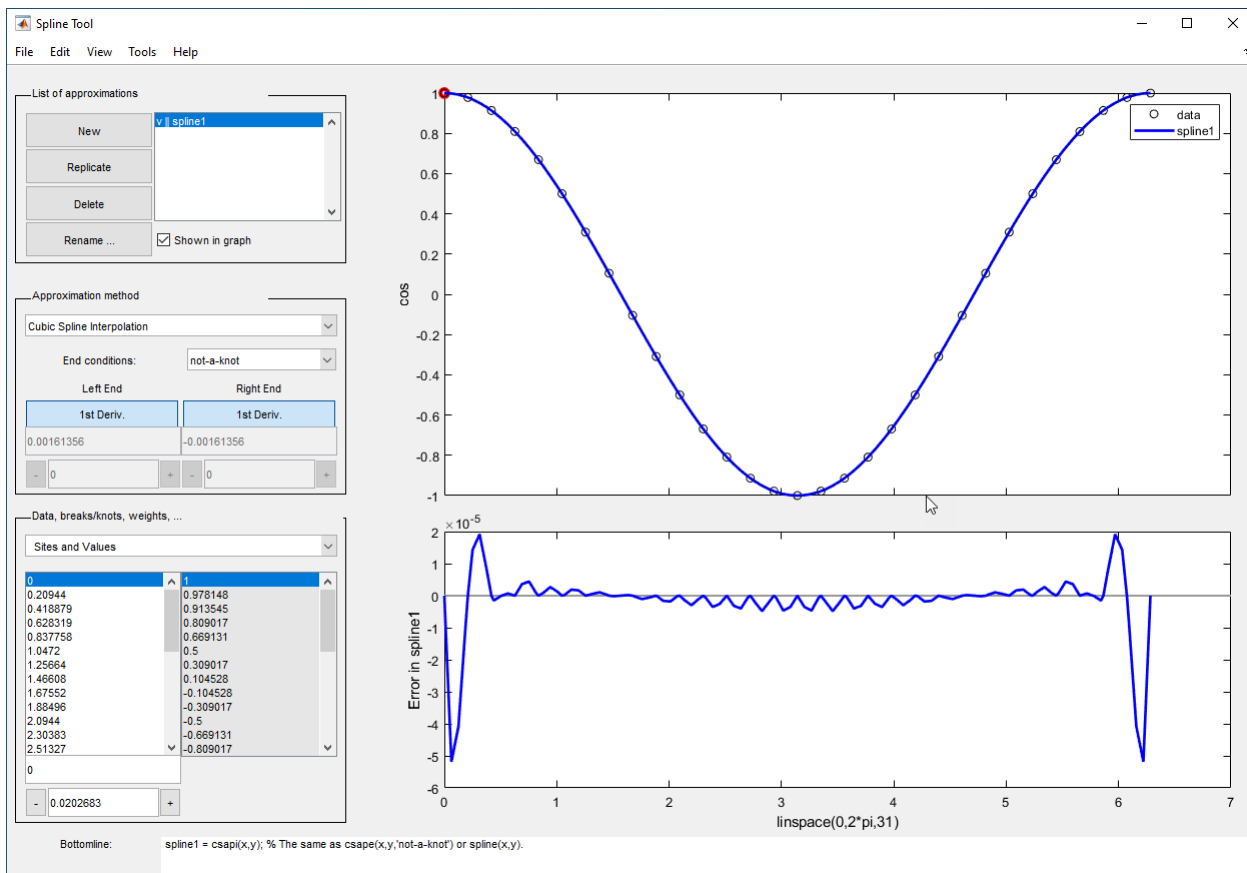 Spline Tool
File Edit View Tools Help
List of approximations
New
v || spline1
Replicate
Delete
Rename ...
Shown in graph
Approximation method
Cubic Spline Interpolation
End conditions:
not-a-knot
Left End
Right End
1st Deriv.
1st Deriv.
0.00161356
-0.00161356
- 0 +
- 0 +
Data, breaks/knots, weights, ...
Sites and Values
0 1
0.20944 0.978148
0.418879 0.913545
0.628319 0.809017
0.837758 0.669131
1.0472 0.5
1.25664 0.309017
1.46608 0.104528
1.67552 -0.104528
1.88496 -0.309017
2.0944 -0.5
2.30383 -0.669131
2.51327 -0.809017
0
- 0.0202683 +
Bottomline:
spline1 = csapi(x,y); % The same as csape(x,y,'not-a-knot') or spline(x,y).
1
0.8
0.6
0.4
0.2
0
-0.2
-0.4
-0.6
-0.8
-1
cos
data
spline1
×10-5
2
1
0
-1
-2
-3
-4
-5
-6
Error in spline1
0 1 2 3 4 5 6 7
linspace(0,2*pi,31)